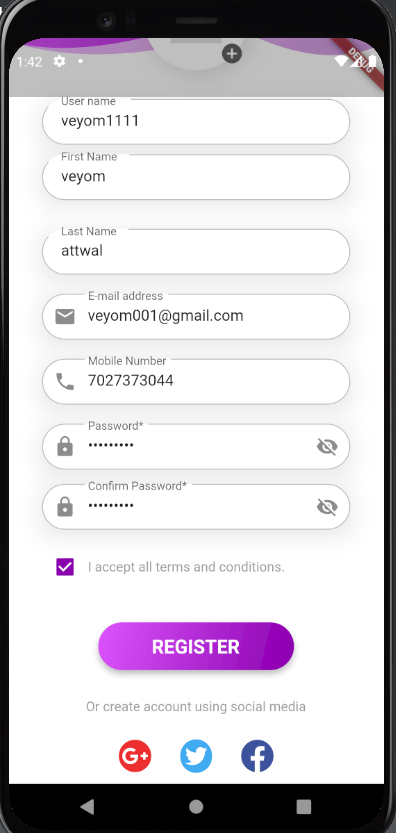 1:42
DEBUG
User name
veyom1111
First Name
veyom
Last Name
attwal
E-mail address
veyom001@gmail.com
Mobile Number
7027373044
Password*
•••••••••
Confirm Password*
•••••••••
I accept all terms and conditions.
REGISTER
Or create account using social media
G+